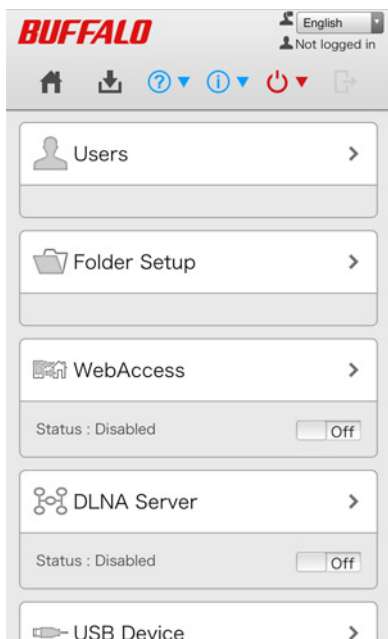 BUFFALO
English
Not logged in
Users
Folder Setup
WebAccess
Status : Disabled
Off
DLNA Server
Status : Disabled
Off
USB Device